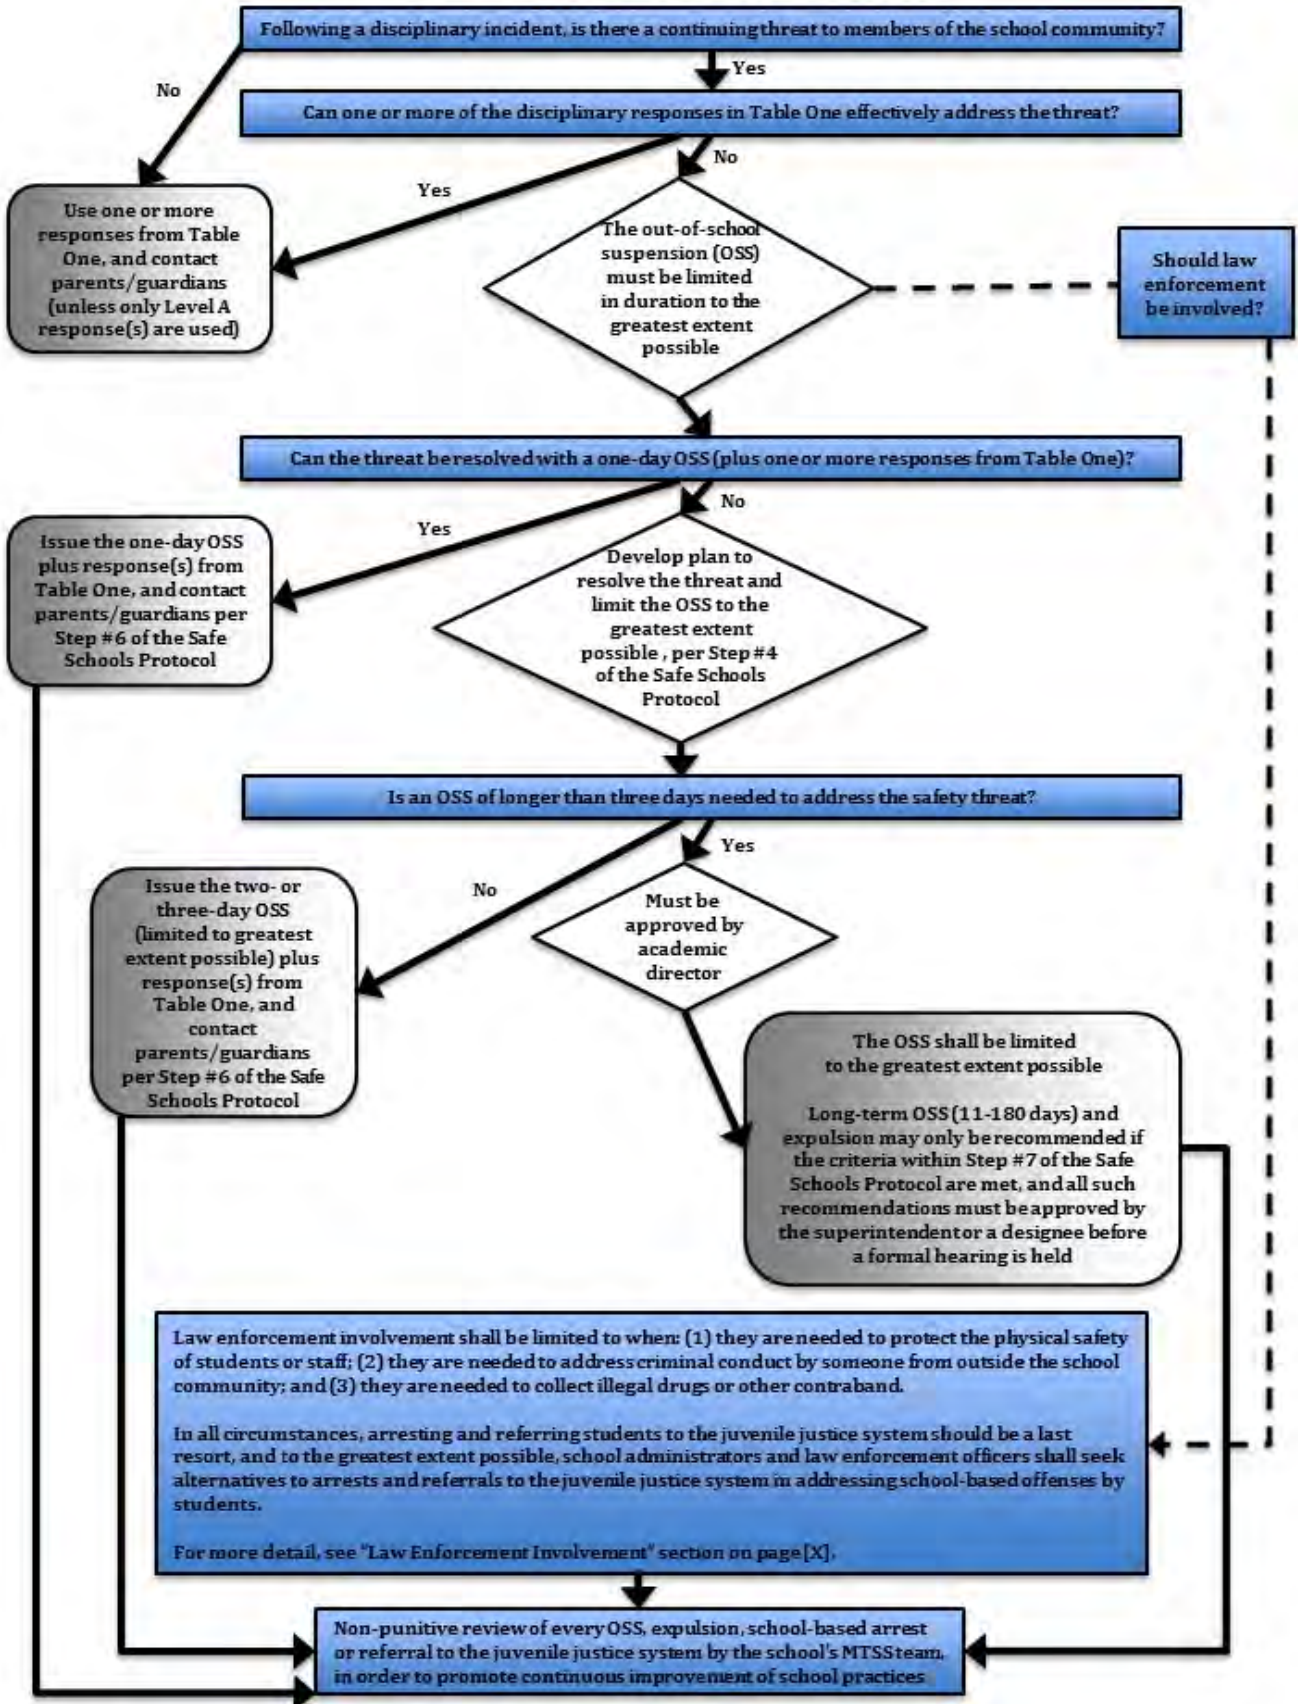 Following a disciplinary incident, is there a continuing threat to members of the school community?
No
Yes
Can one or more of the disciplinary responses in Table One effectively address the threat?
Yes
No
Use one or more
responses from Table
One, and contact
parents/guardians
(unless only Level A
response(s) are used)
The out-of-school
suspension (OSS)
must be limited
in duration to the
greatest extent
possible
Should law
enforcement
be involved?
Can the threat be resolved with a one-day OSS (plus one or more responses from Table One)?
Yes
No
Issue the one-day OSS
plus response(s) from
Table One, and contact
parents/guardians per
Step #6 of the Safe
Schools Protocol
Develop plan to
resolve the threat and
limit the OSS to the
greatest extent
possible , per Step #4
of the Safe Schools
Protocol
Is an OSS of longer than three days needed to address the safety threat?
No
Yes
Issue the two- or
three-day OSS
(limited to greatest
extent possible) plus
response(s) from
Table One, and
contact
parents/guardians
per Step #6 of the Safe
Schools Protocol
Must be
approved by
academic
director
The OSS shall be limited
to the greatest extent possible
Long-term OSS (11-180 days) and
expulsion may only be recommended if
the criteria within Step #7 of the Safe
Schools Protocol are met, and all such
recommendations must be approved by
the superintendent or a designee before
a formal hearing is held
Law enforcement involvement shall be limited to when: (1) they are needed to protect the physical safety
of students or staff; (2) they are needed to address criminal conduct by someone from outside the school
community; and (3) they are needed to collect illegal drugs or other contraband.
In all circumstances, arresting and referring students to the juvenile justice system should be a last
resort, and to the greatest extent possible, school administrators and law enforcement officers shall seek
alternatives to arrests and referrals to the juvenile justice system in addressing school-based offenses by
students.
For more detail, see "Law Enforcement Involvement" section on page [X].
Non-punitive review of every OSS, expulsion, school-based arrest
or referral to the juvenile justice system by the school's MTSS team,
in order to promote continuous improvement of school practices